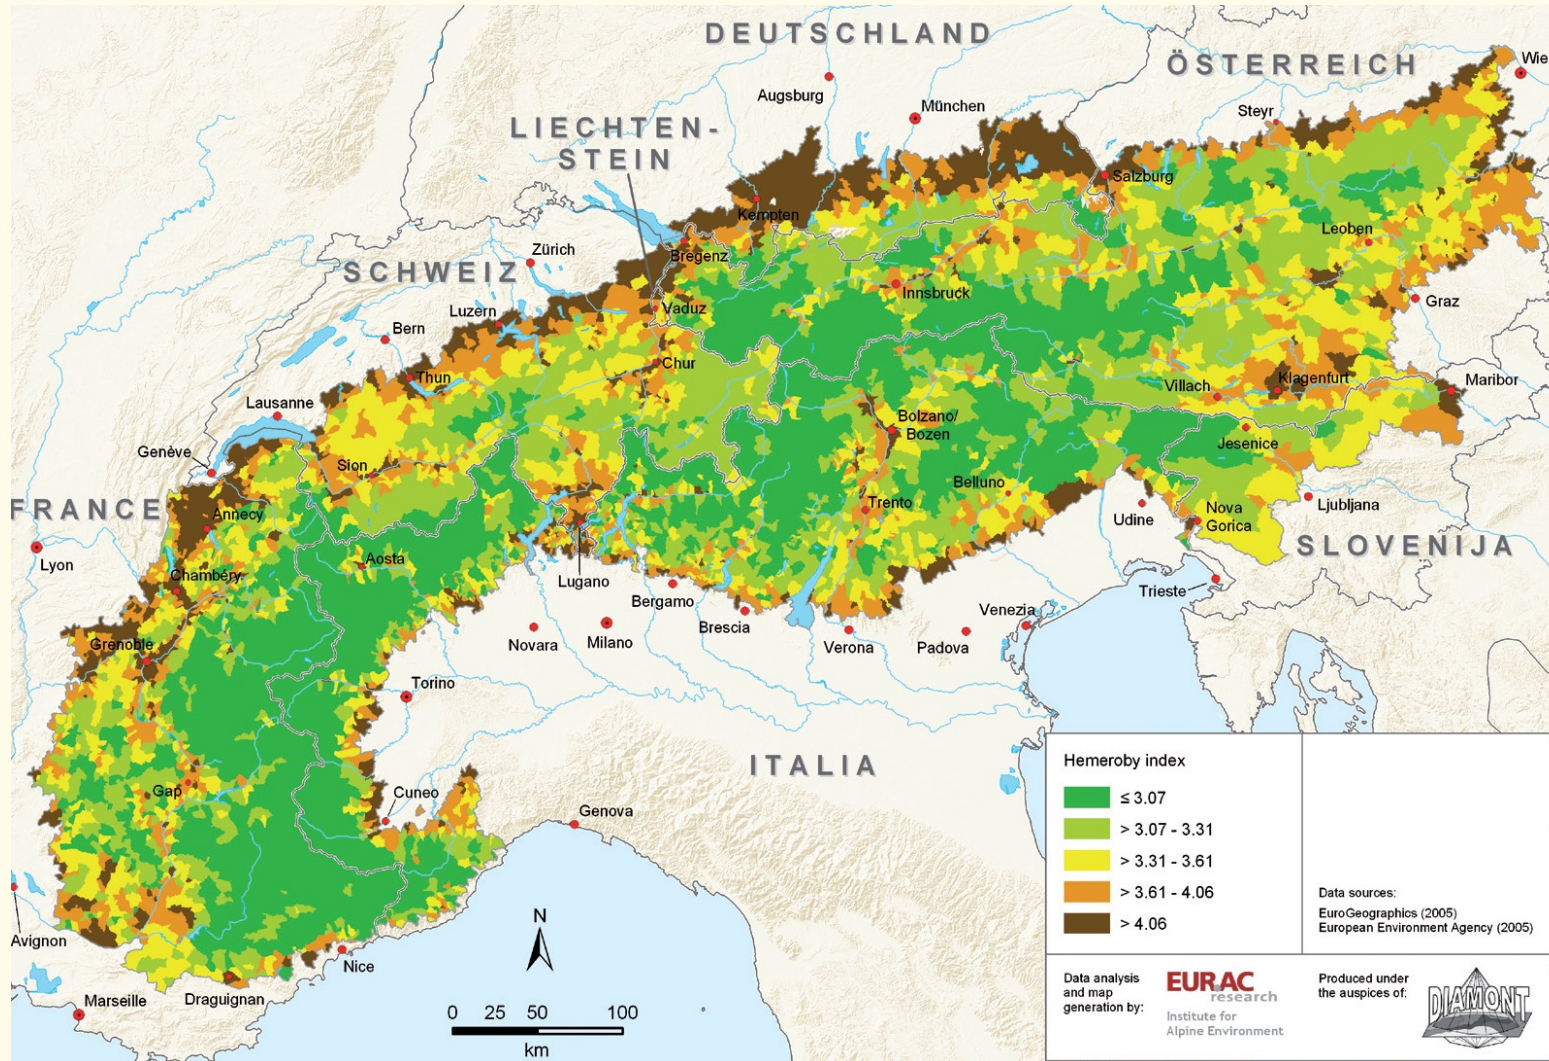 DEUTSCHLAND
ÖSTERREICH
Wie
Augsburg
München
Steyr
LIECHTEN-
STEIN
Salzburg
Kempten
Leoben
Zürich
Bregenz
SCHWEIZ
Innsbruck
Graz
Luzern
Vaduz
Bern
Chur
Thun
Villach
Klagenfurt
Maribor
Lausanne
Bolzano/
Bozen
Jesenice
Genève
Sion
Belluno
Ljubljana
FRANCE
Annecy
Trento
Udine
Nova
Gorica
SLOVENIJA
Lyon
Aosta
Chambéry
Lugano
Trieste
Bergamo
Venezia
Brescia
Novara
Milano
Verona
Padova
Grenoble
Torino
ITALIA
Gap
Cuneo
Genova
Avignon
Nice
Marseille
Draguignan
N
0 25 50 100
km
Hemeroby index
≤ 3.07
> 3.07 - 3.31
> 3.31 - 3.61
> 3.61 - 4.06
> 4.06
Data sources:
EuroGeographics (2005)
European Environment Agency (2005)
Data analysis
and map
generation by:
EURAC
research
Institute for
Alpine Environment
Produced under
the auspices of:
DIAMONT